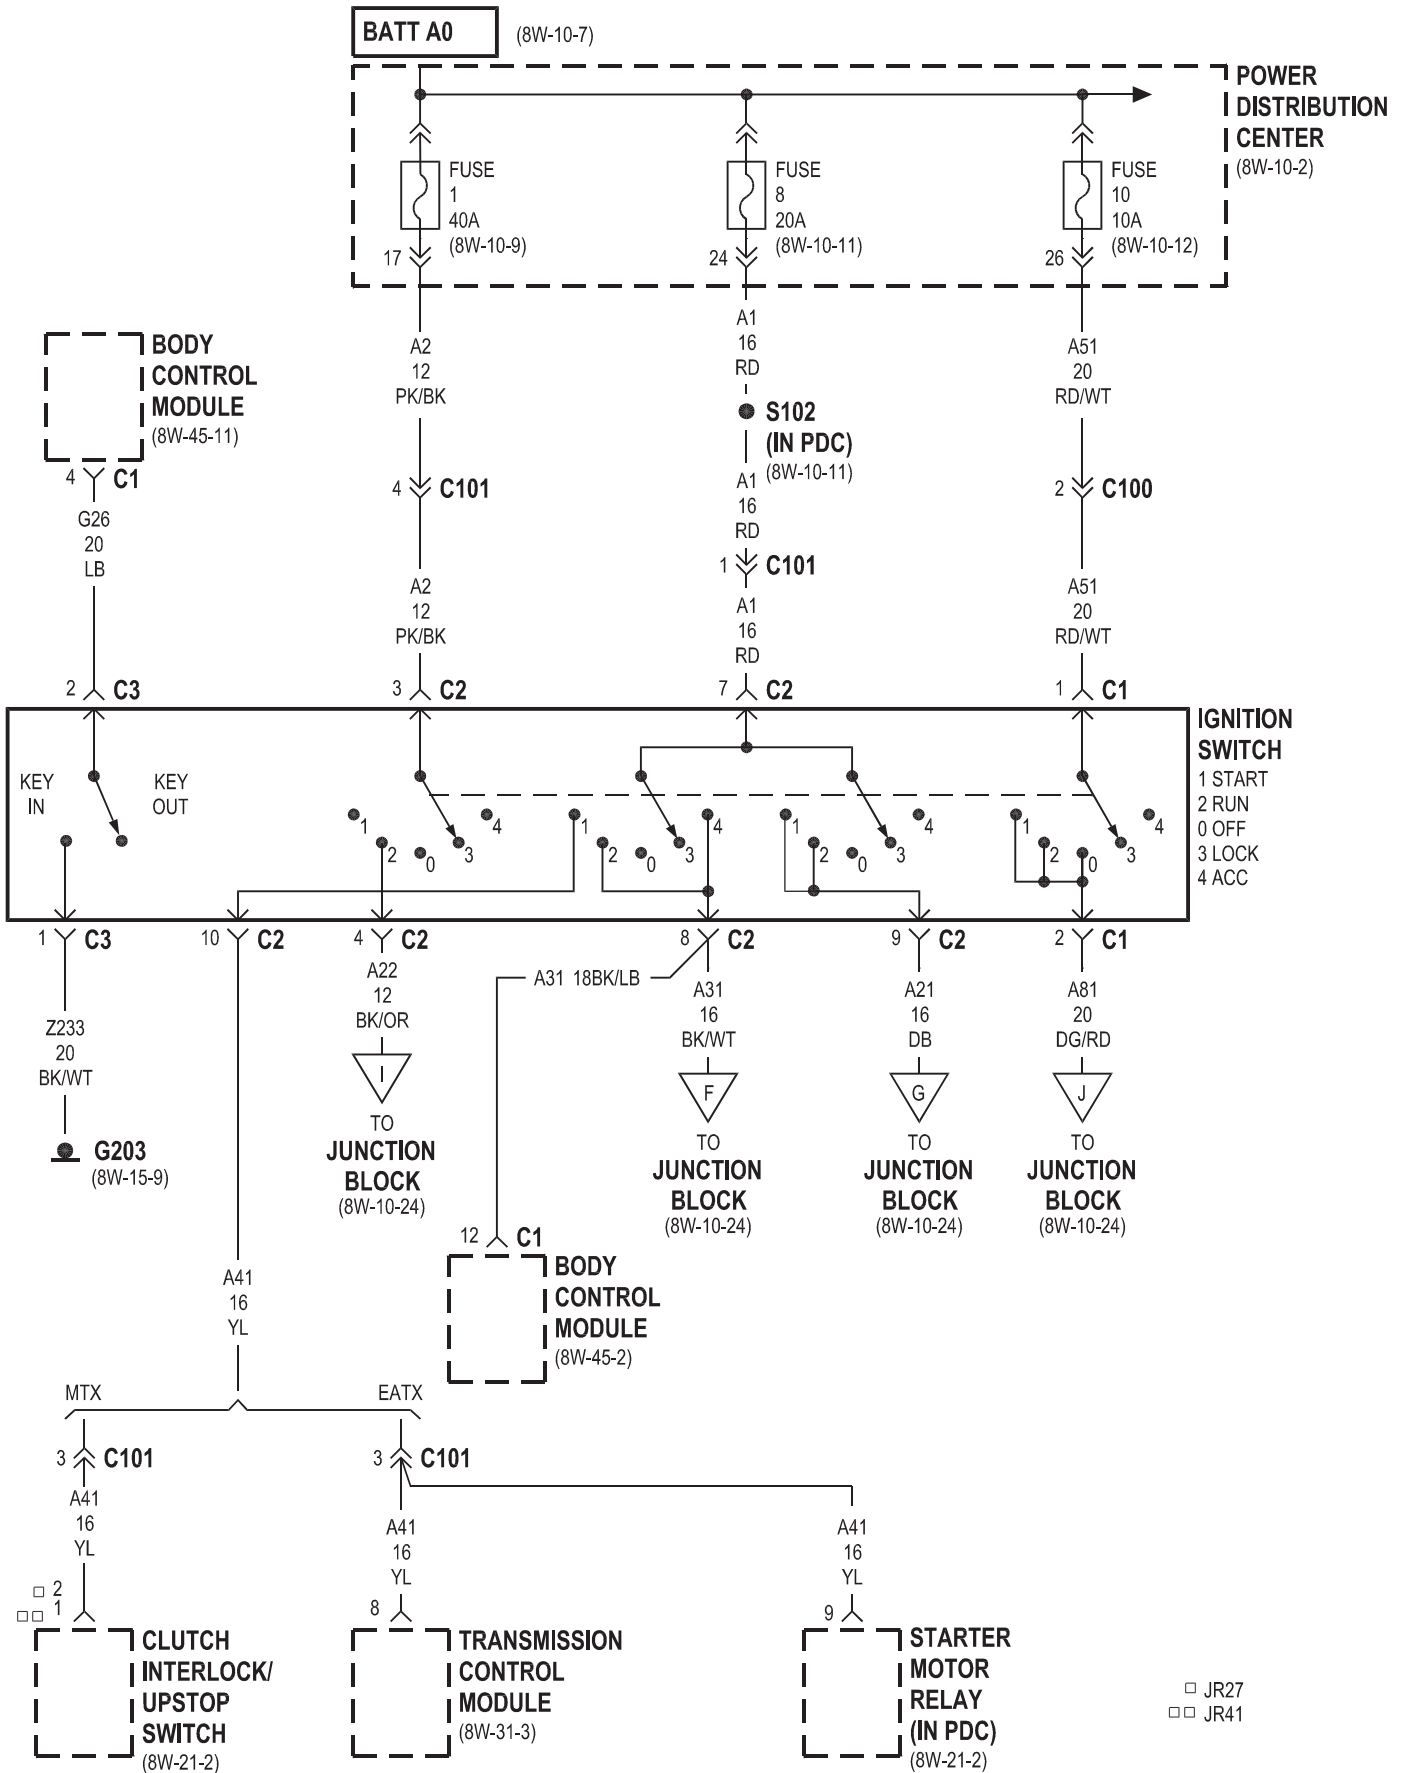 BATT A0
(8W-10-7)
POWER
DISTRIBUTION
CENTER
(8W-10-2)
FUSE
1
40A
(8W-10-9)
17
FUSE
8
20A
(8W-10-11)
24
FUSE
10
10A
(8W-10-12)
26
BODY
CONTROL
MODULE
(8W-45-11)
4 C1
G26
20
LB
2 C3
A2
12
PK/BK
4 C101
A2
12
PK/BK
3 C2
A1
16
RD
S102
(IN PDC)
(8W-10-11)
A1
16
RD
1 C101
A1
16
RD
7 C2
A51
20
RD/WT
2 C100
A51
20
RD/WT
1 C1
IGNITION
SWITCH
1 START
2 RUN
0 OFF
3 LOCK
4 ACC
KEY
IN
KEY
OUT
1 2 0 3 4
1 2 0 3 4
1 2 0 3 4
1 2 0 3 4
1 C3
10 C2
4 C2
8 C2
9 C2
2 C1
Z233
20
BK/WT
G203
(8W-15-9)
A22
12
BK/OR
I
TO
JUNCTION
BLOCK
(8W-10-24)
A31 18BK/LB
A31
16
BK/WT
F
TO
JUNCTION
BLOCK
(8W-10-24)
A21
16
DB
G
TO
JUNCTION
BLOCK
(8W-10-24)
A81
20
DG/RD
J
TO
JUNCTION
BLOCK
(8W-10-24)
12 C1
BODY
CONTROL
MODULE
(8W-45-2)
A41
16
YL
MTX
EATX
3 C101
3 C101
A41
16
YL
A41
16
YL
A41
16
YL
2
1
8
9
CLUTCH
INTERLOCK/
UPSTOP
SWITCH
(8W-21-2)
TRANSMISSION
CONTROL
MODULE
(8W-31-3)
STARTER
MOTOR
RELAY
(IN PDC)
(8W-21-2)
JR27
JR41